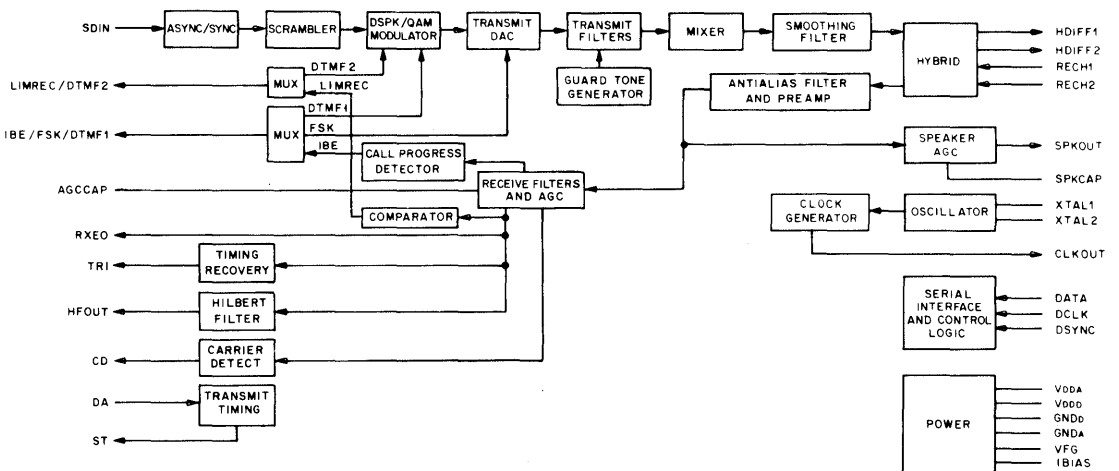 SDIN
ASYNC/SYNC
SCRAMBLER
DSPK/QAM
MODULATOR
TRANSMIT
DAC
TRANSMIT
FILTERS
MIXER
SMOOTHING
FILTER
HYBRID
HDIFF1
HDIFF2
RECH1
RECH2
GUARD TONE
GENERATOR
ANTIALIAS FILTER
AND PREAMP
LIMREC/DTMF2
MUX
DTMF2
LIMREC
IBE/FSK/DTMF1
MUX
DTMF1
FSK
IBE
CALL PROGRESS
DETECTOR
SPEAKER
AGC
SPKOUT
SPKCAP
AGCCAP
RECEIVE FILTERS
AND AGC
COMPARATOR
CLOCK
GENERATOR
OSCILLATOR
XTAL1
XTAL2
CLKOUT
RXEO
TRI
TIMING
RECOVERY
HFOUT
HILBERT
FILTER
SERIAL
INTERFACE
AND CONTROL
LOGIC
DATA
DCLK
DSYNC
CD
CARRIER
DETECT
DA
TRANSMIT
TIMING
ST
POWER
VDDA
VDDD
GNDD
GNDA
VFG
IBIAS